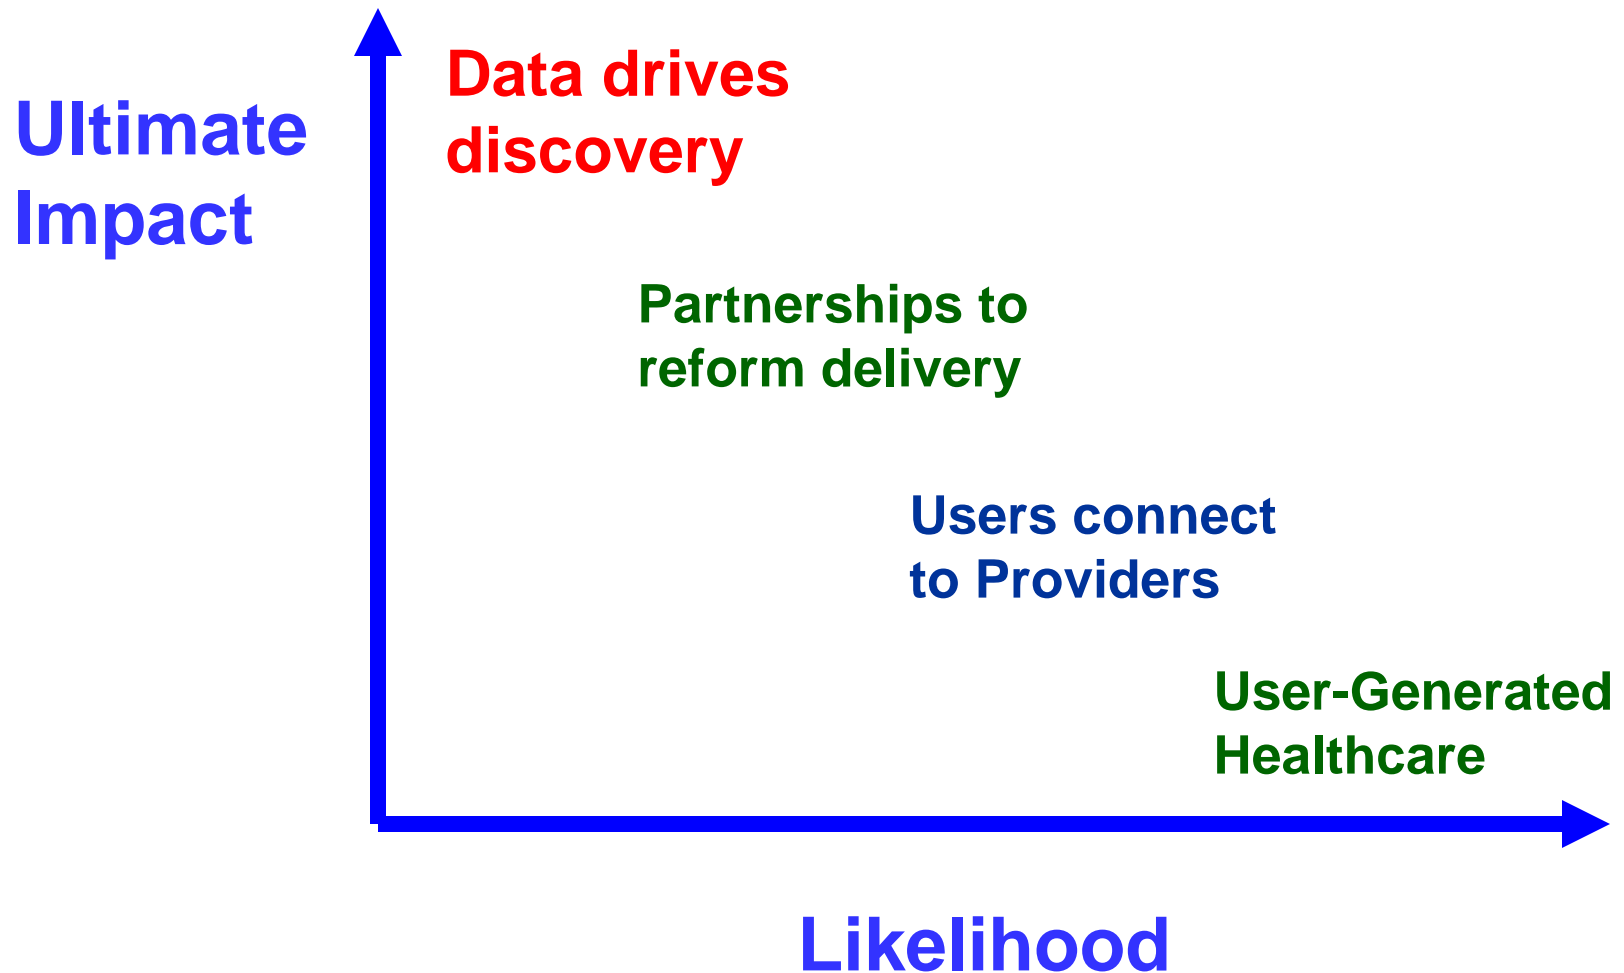 Data drives
discovery
Ultimate
Impact
Partnerships to
reform delivery
Users connect
to Providers
User-Generated
Healthcare
Likelihood